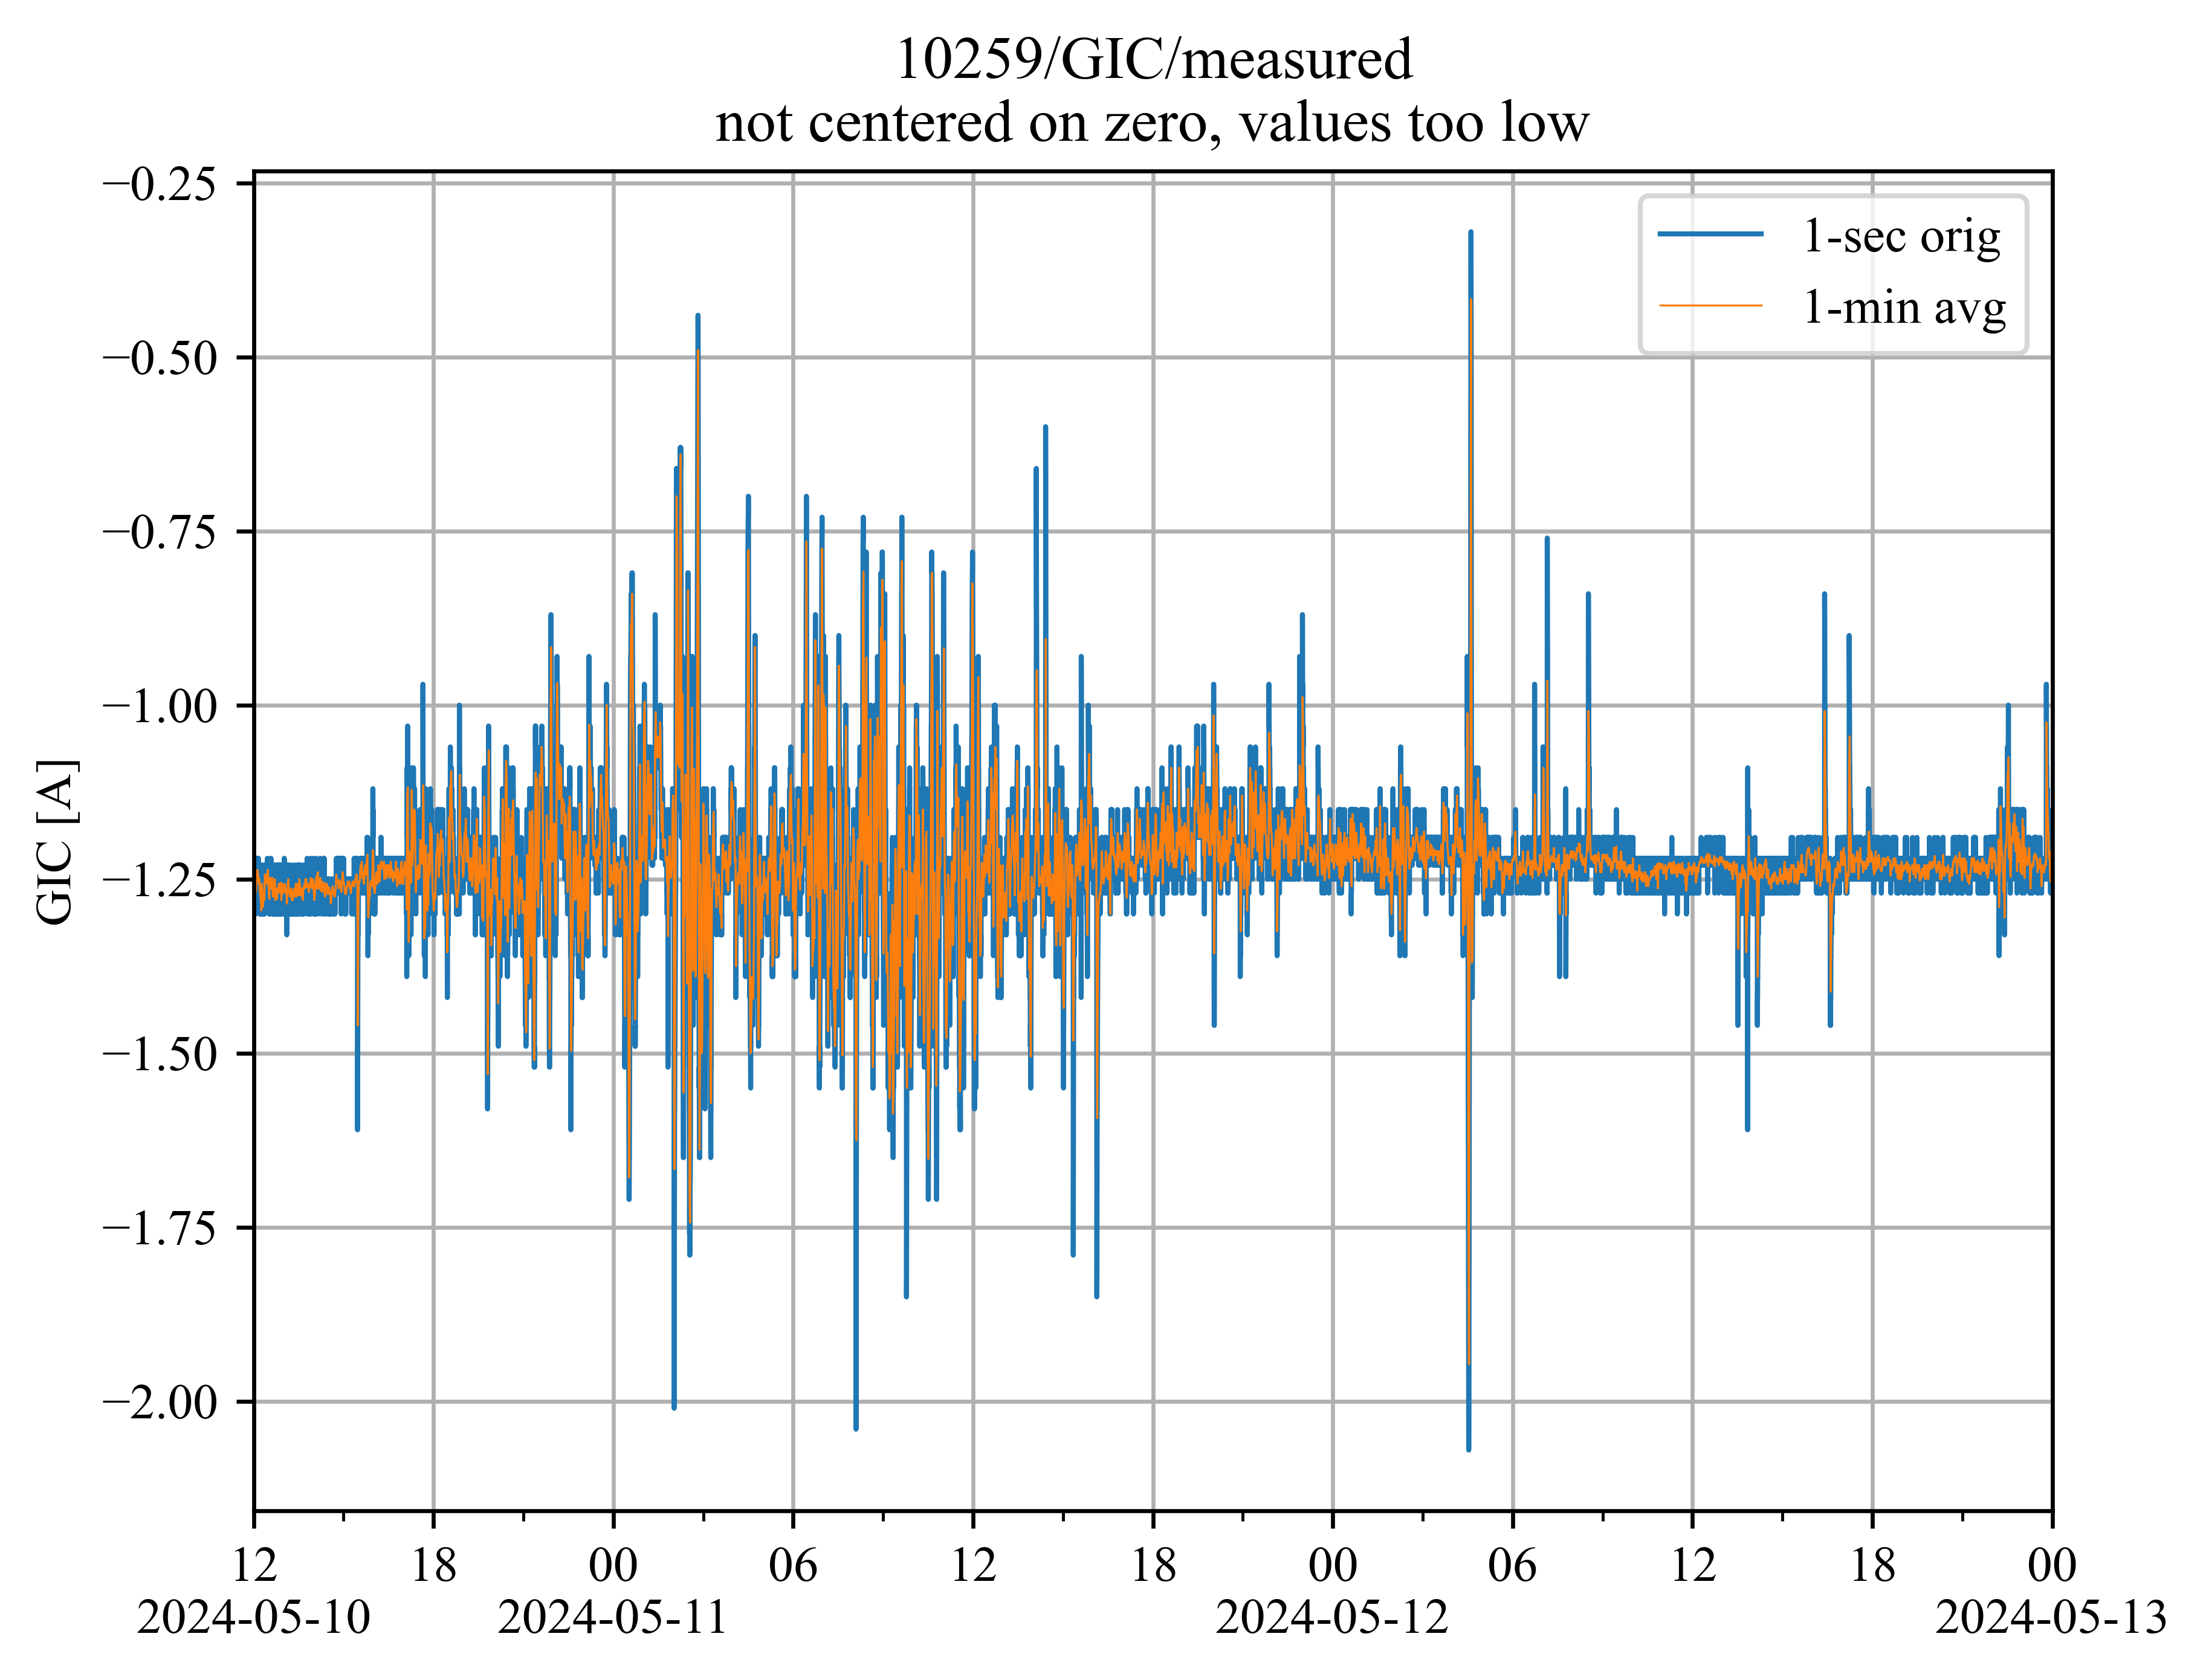 10259/GIC/measured
not centered on zero, values too low
1-sec orig
1-min avg
GIC [A]
−0.25
−0.50
−0.75
−1.00
−1.25
−1.50
−1.75
−2.00
12 18 00 06 12 18 00 06 12 18 00
2024-05-10 2024-05-11 2024-05-12 2024-05-13